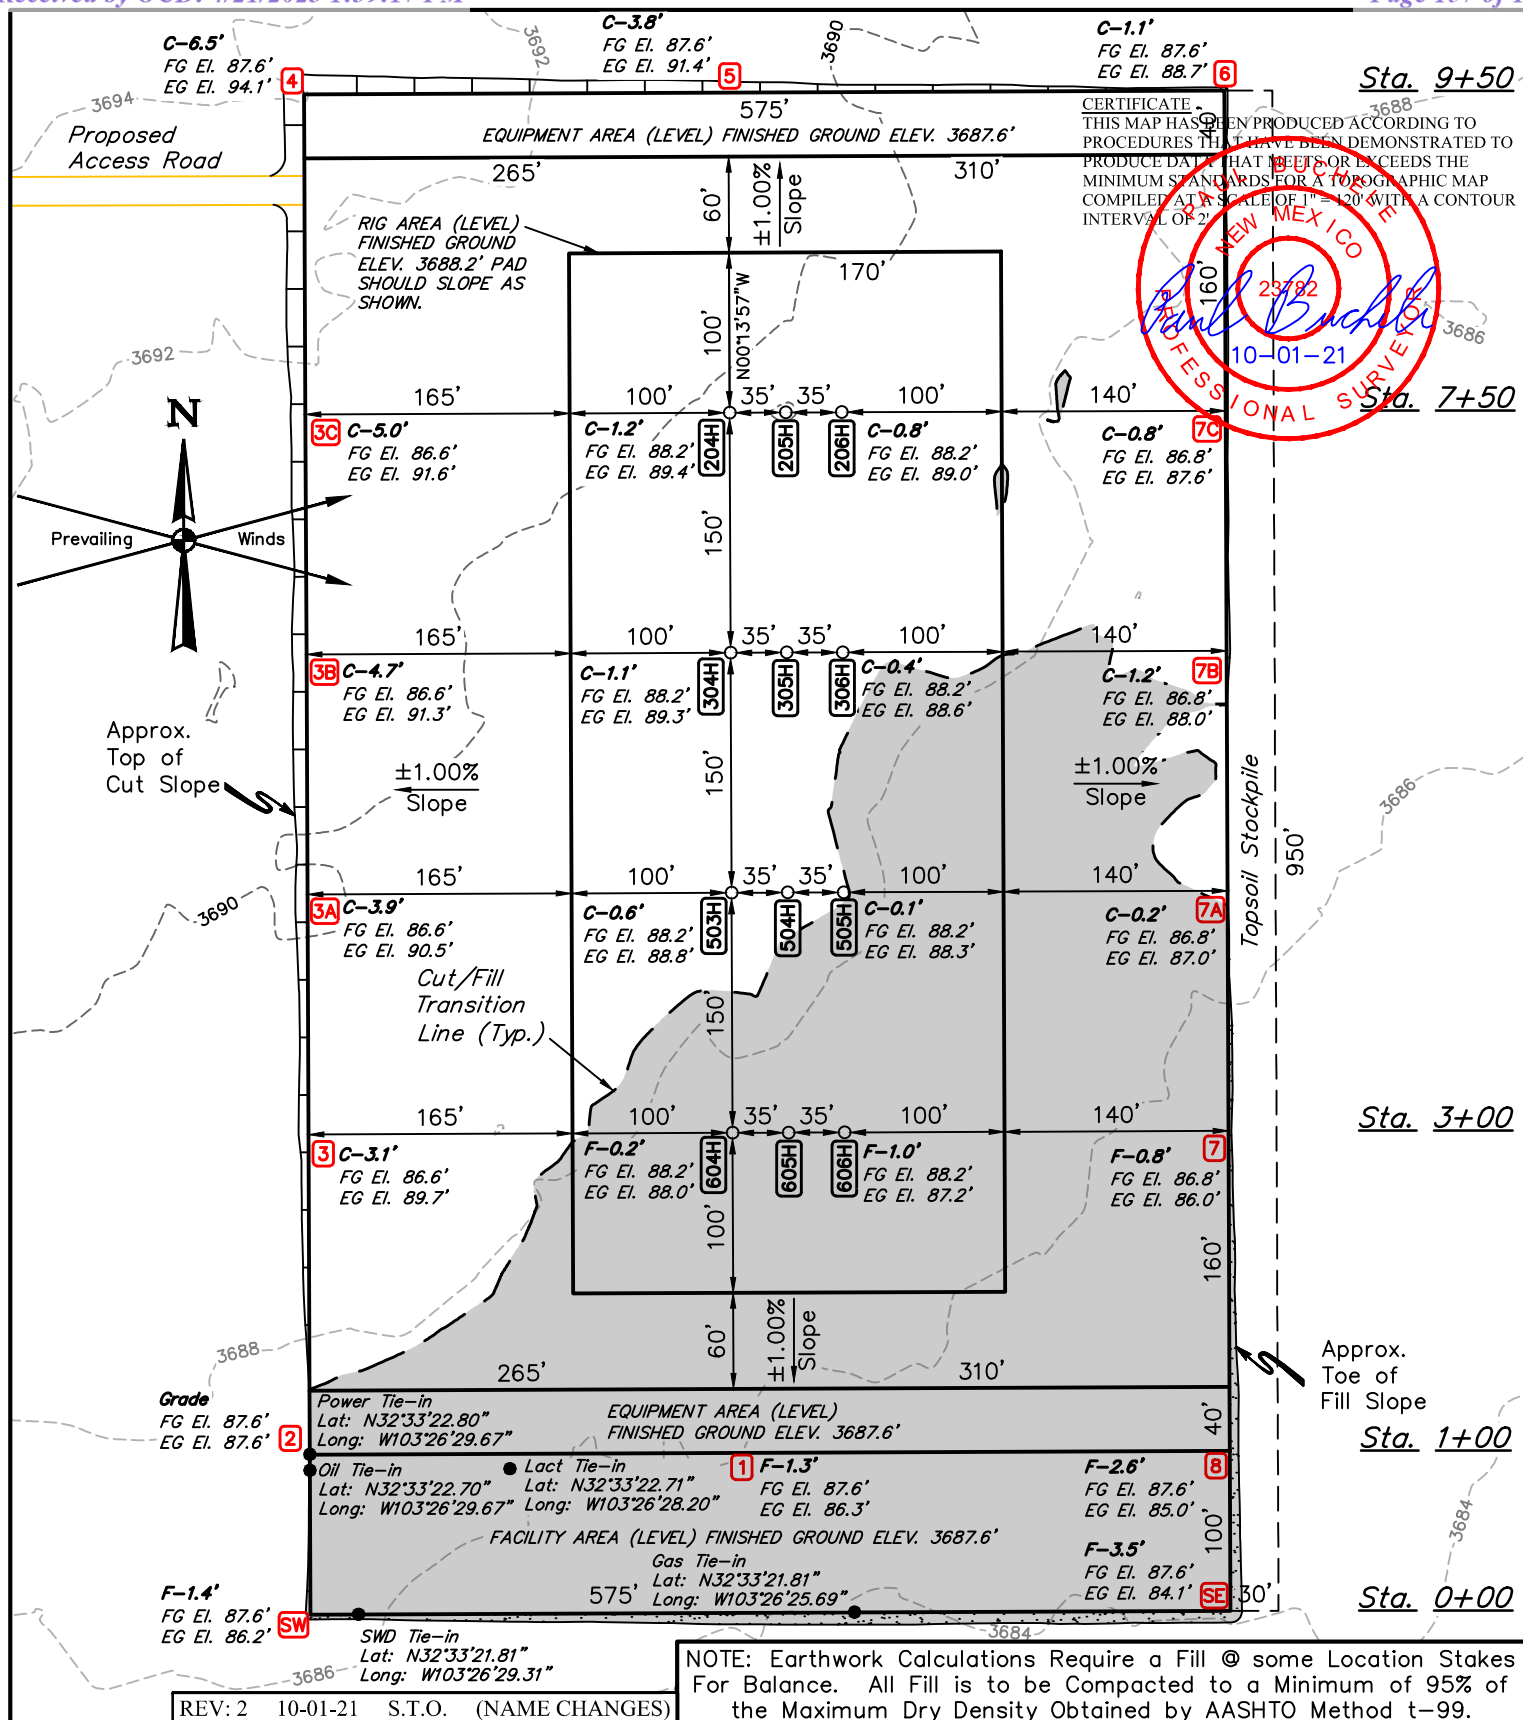 Received by OCD: 4/21/2023 1:39:17 PM
C-6.5'
FG El. 87.6'
EG El. 94.1'
4
C-3.8'
FG El. 87.6'
EG El. 91.4'
5
C-1.1'
FG El. 87.6'
EG El. 88.7'
6
Sta. 9+50
3692
3690
3694
3688
Proposed
Access Road
575'
EQUIPMENT AREA (LEVEL) FINISHED GROUND ELEV. 3687.6'
40'
CERTIFICATE
THIS MAP HAS BEEN PRODUCED ACCORDING TO
PROCEDURES THAT HAVE BEEN DEMONSTRATED TO
PRODUCE DATA THAT MEETS OR EXCEEDS THE
MINIMUM STANDARDS FOR A TOPOGRAPHIC MAP
COMPILED AT A SCALE OF 1" = 120' WITH A CONTOUR
INTERVAL OF 2'
265'
60'
±1.00%
Slope
310'
RIG AREA (LEVEL)
FINISHED GROUND
ELEV. 3688.2' PAD
SHOULD SLOPE AS
SHOWN.
PAUL BUCHELE
NEW MEXICO
23782
PROFESSIONAL SURVEYOR
Paul Buchele
10-01-21
170'
160'
100'
N00°13'57"W
3692
3686
N
Prevailing Winds
165'
100'
35'
35'
100'
140'
Sta. 7+50
3C
C-5.0'
FG El. 86.6'
EG El. 91.6'
C-1.2'
FG El. 88.2'
EG El. 89.4'
204H
205H
206H
C-0.8'
FG El. 88.2'
EG El. 89.0'
C-0.8'
FG El. 86.8'
EG El. 87.6'
7C
150'
165'
100'
35'
35'
100'
140'
3B
C-4.7'
FG El. 86.6'
EG El. 91.3'
C-1.1'
FG El. 88.2'
EG El. 89.3'
304H
305H
306H
C-0.4'
FG El. 88.2'
EG El. 88.6'
C-1.2'
FG El. 86.8'
EG El. 88.0'
7B
Approx.
Top of
Cut Slope
±1.00%
Slope
150'
±1.00%
Slope
Topsoil Stockpile
950'
3686
165'
100'
35'
35'
100'
140'
3690
3A
C-3.9'
FG El. 86.6'
EG El. 90.5'
C-0.6'
FG El. 88.2'
EG El. 88.8'
503H
504H
505H
C-0.1'
FG El. 88.2'
EG El. 88.3'
C-0.2'
FG El. 86.8'
EG El. 87.0'
7A
Cut/Fill
Transition
Line (Typ.)
150'
165'
100'
35'
35'
100'
140'
Sta. 3+00
3
C-3.1'
FG El. 86.6'
EG El. 89.7'
F-0.2'
FG El. 88.2'
EG El. 88.0'
604H
605H
606H
F-1.0'
FG El. 88.2'
EG El. 87.2'
F-0.8'
FG El. 86.8'
EG El. 86.0'
7
100'
160'
60'
±1.00%
Slope
3688
265'
310'
Approx.
Toe of
Fill Slope
Grade
FG El. 87.6'
EG El. 87.6'
2
Power Tie-in
Lat: N32°33'22.80"
Long: W103°26'29.67"
EQUIPMENT AREA (LEVEL)
FINISHED GROUND ELEV. 3687.6'
40'
Sta. 1+00
Oil Tie-in
Lat: N32°33'22.70"
Long: W103°26'29.67"
Lact Tie-in
Lat: N32°33'22.71"
Long: W103°26'28.20"
1
F-1.3'
FG El. 87.6'
EG El. 86.3'
F-2.6'
FG El. 87.6'
EG El. 85.0'
8
100'
3684
FACILITY AREA (LEVEL) FINISHED GROUND ELEV. 3687.6'
Gas Tie-in
Lat: N32°33'21.81"
Long: W103°26'25.69"
F-3.5'
FG El. 87.6'
EG El. 84.1'
SE
30'
Sta. 0+00
F-1.4'
FG El. 87.6'
EG El. 86.2'
SW
575'
3684
SWD Tie-in
Lat: N32°33'21.81"
Long: W103°26'29.31"
3686
NOTE: Earthwork Calculations Require a Fill @ some Location Stakes
For Balance. All Fill is to be Compacted to a Minimum of 95% of
the Maximum Dry Density Obtained by AASHTO Method t-99.
REV: 2 10-01-21 S.T.O. (NAME CHANGES)